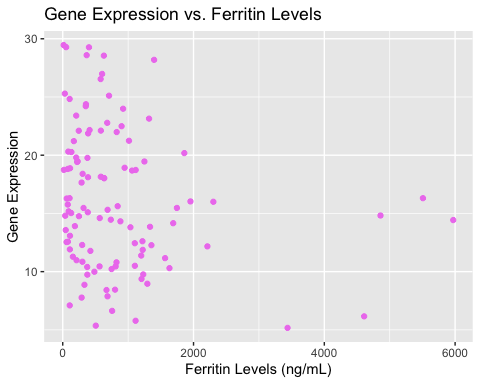 Gene Expression vs. Ferritin Levels
Gene Expression
30
20
10
0
2000
4000
6000
Ferritin Levels (ng/mL)